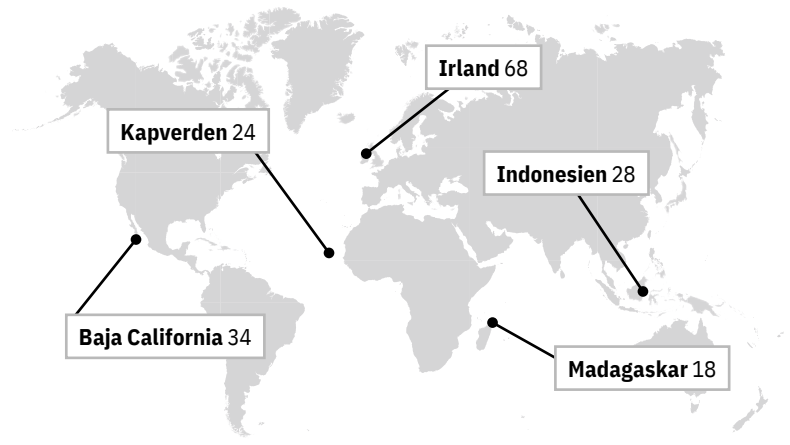 Irland 68
Kapverden 24
Indonesien 28
Baja California 34
Madagaskar 18